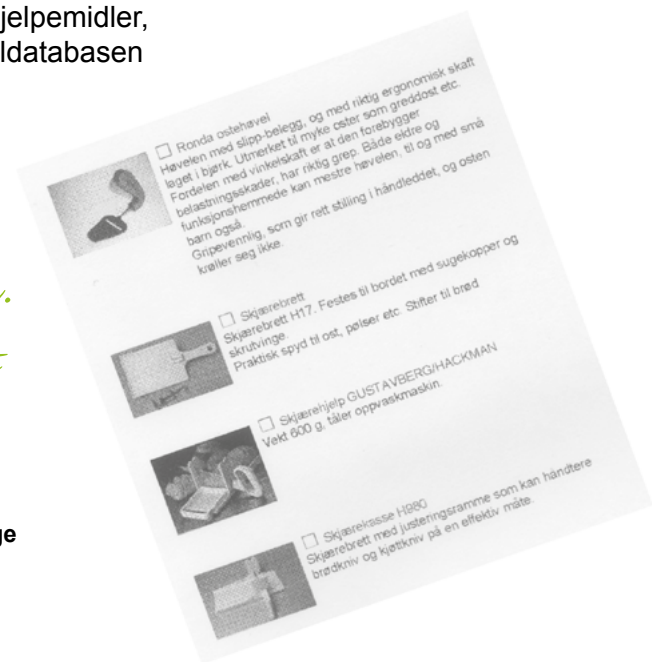 jelpemidler,
ldatabasen
Ronda ostehøvel
Høvelen med slipp-belegg, og med riktig ergonomisk skaft
laget i bjørk. Utmerket til myke oster som greddost etc.
Fordelen med vinkelskaft er at den forebygger
belastningsskader, har riktig grep. Både eldre og
funksjonshemmede kan mestre høvelen, til og med små
barn også.
Gripevennlig, som gir rett stilling i håndleddet, og osten
krøller seg ikke.
Skjærebrett
Skjærebrett H17. Festes til bordet med sugekopper og
skrutvinge.
Praktisk spyd til ost, pølser etc. Stifter til brød
Skjærehjelp GUSTAVBERG/HACKMAN
Vekt 600 g, tåler oppvaskmaskin.
ge
Skjærekasse H980
Skjærebrett med justeringsramme som kan håndtere
brødkniv og kjøttkniv på en effektiv måte.